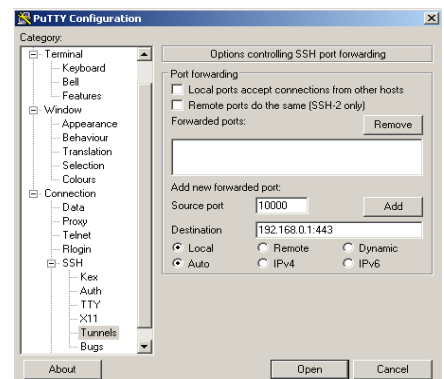 PuTTY Configuration
Category:
Terminal
Keyboard
Bell
Features
Window
Appearance
Behaviour
Translation
Selection
Colours
Connection
Data
Proxy
Telnet
Rlogin
SSH
Kex
Auth
TTY
X11
Tunnels
Bugs
Options controlling SSH port forwarding
Port forwarding
Local ports accept connections from other hosts
Remote ports do the same (SSH-2 only)
Forwarded ports:
Remove
Add new forwarded port:
Source port 10000 Add
Destination 192.168.0.1:443
Local Remote Dynamic
Auto IPv4 IPv6
About Open Cancel